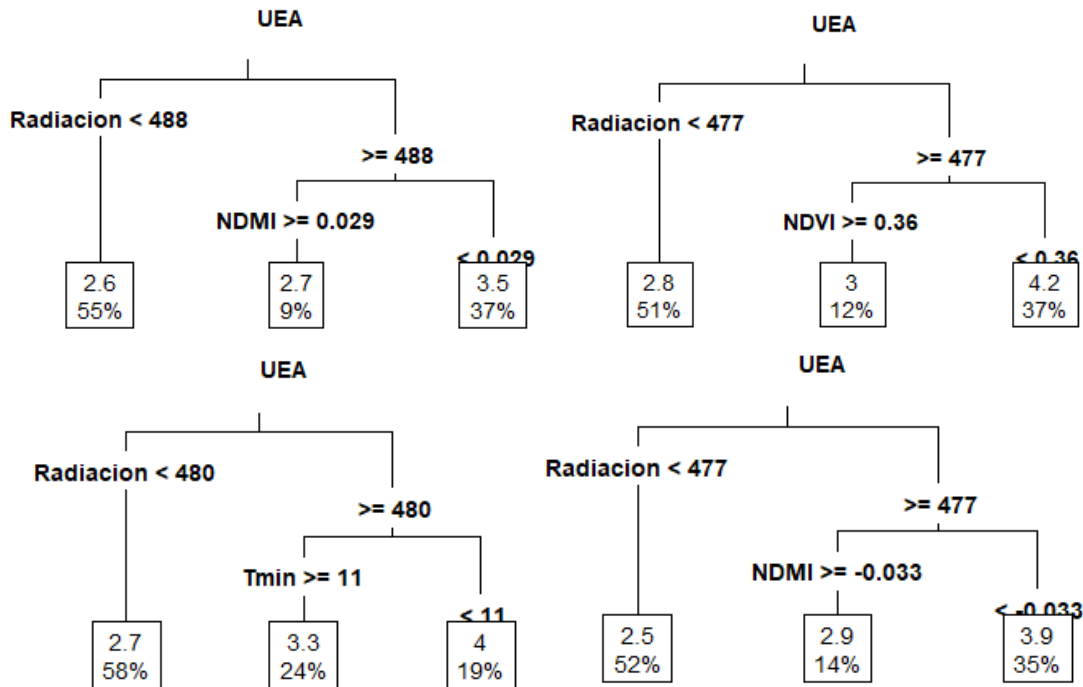 UEA
Radiacion < 488
>= 488
NDMI >= 0.029
< 0.029
2.6
55%
2.7
9%
3.5
37%
UEA
Radiacion < 477
>= 477
NDVI >= 0.36
< 0.36
2.8
51%
3
12%
4.2
37%
UEA
Radiacion < 480
>= 480
Tmin >= 11
< 11
2.7
58%
3.3
24%
4
19%
UEA
Radiacion < 477
>= 477
NDMI >= -0.033
< -0.033
2.5
52%
2.9
14%
3.9
35%